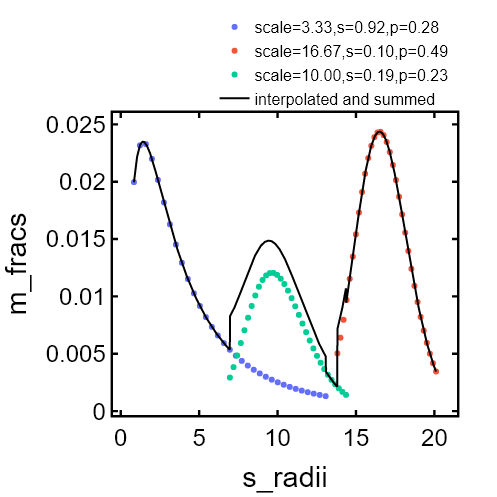 scale=3.33,s=0.92,p=0.28
scale=16.67,s=0.10,p=0.49
scale=10.00,s=0.19,p=0.23
interpolated and summed
0.025
0.02
0.015
0.01
0.005
0
0 5 10 15 20
m_fracs
s_radii